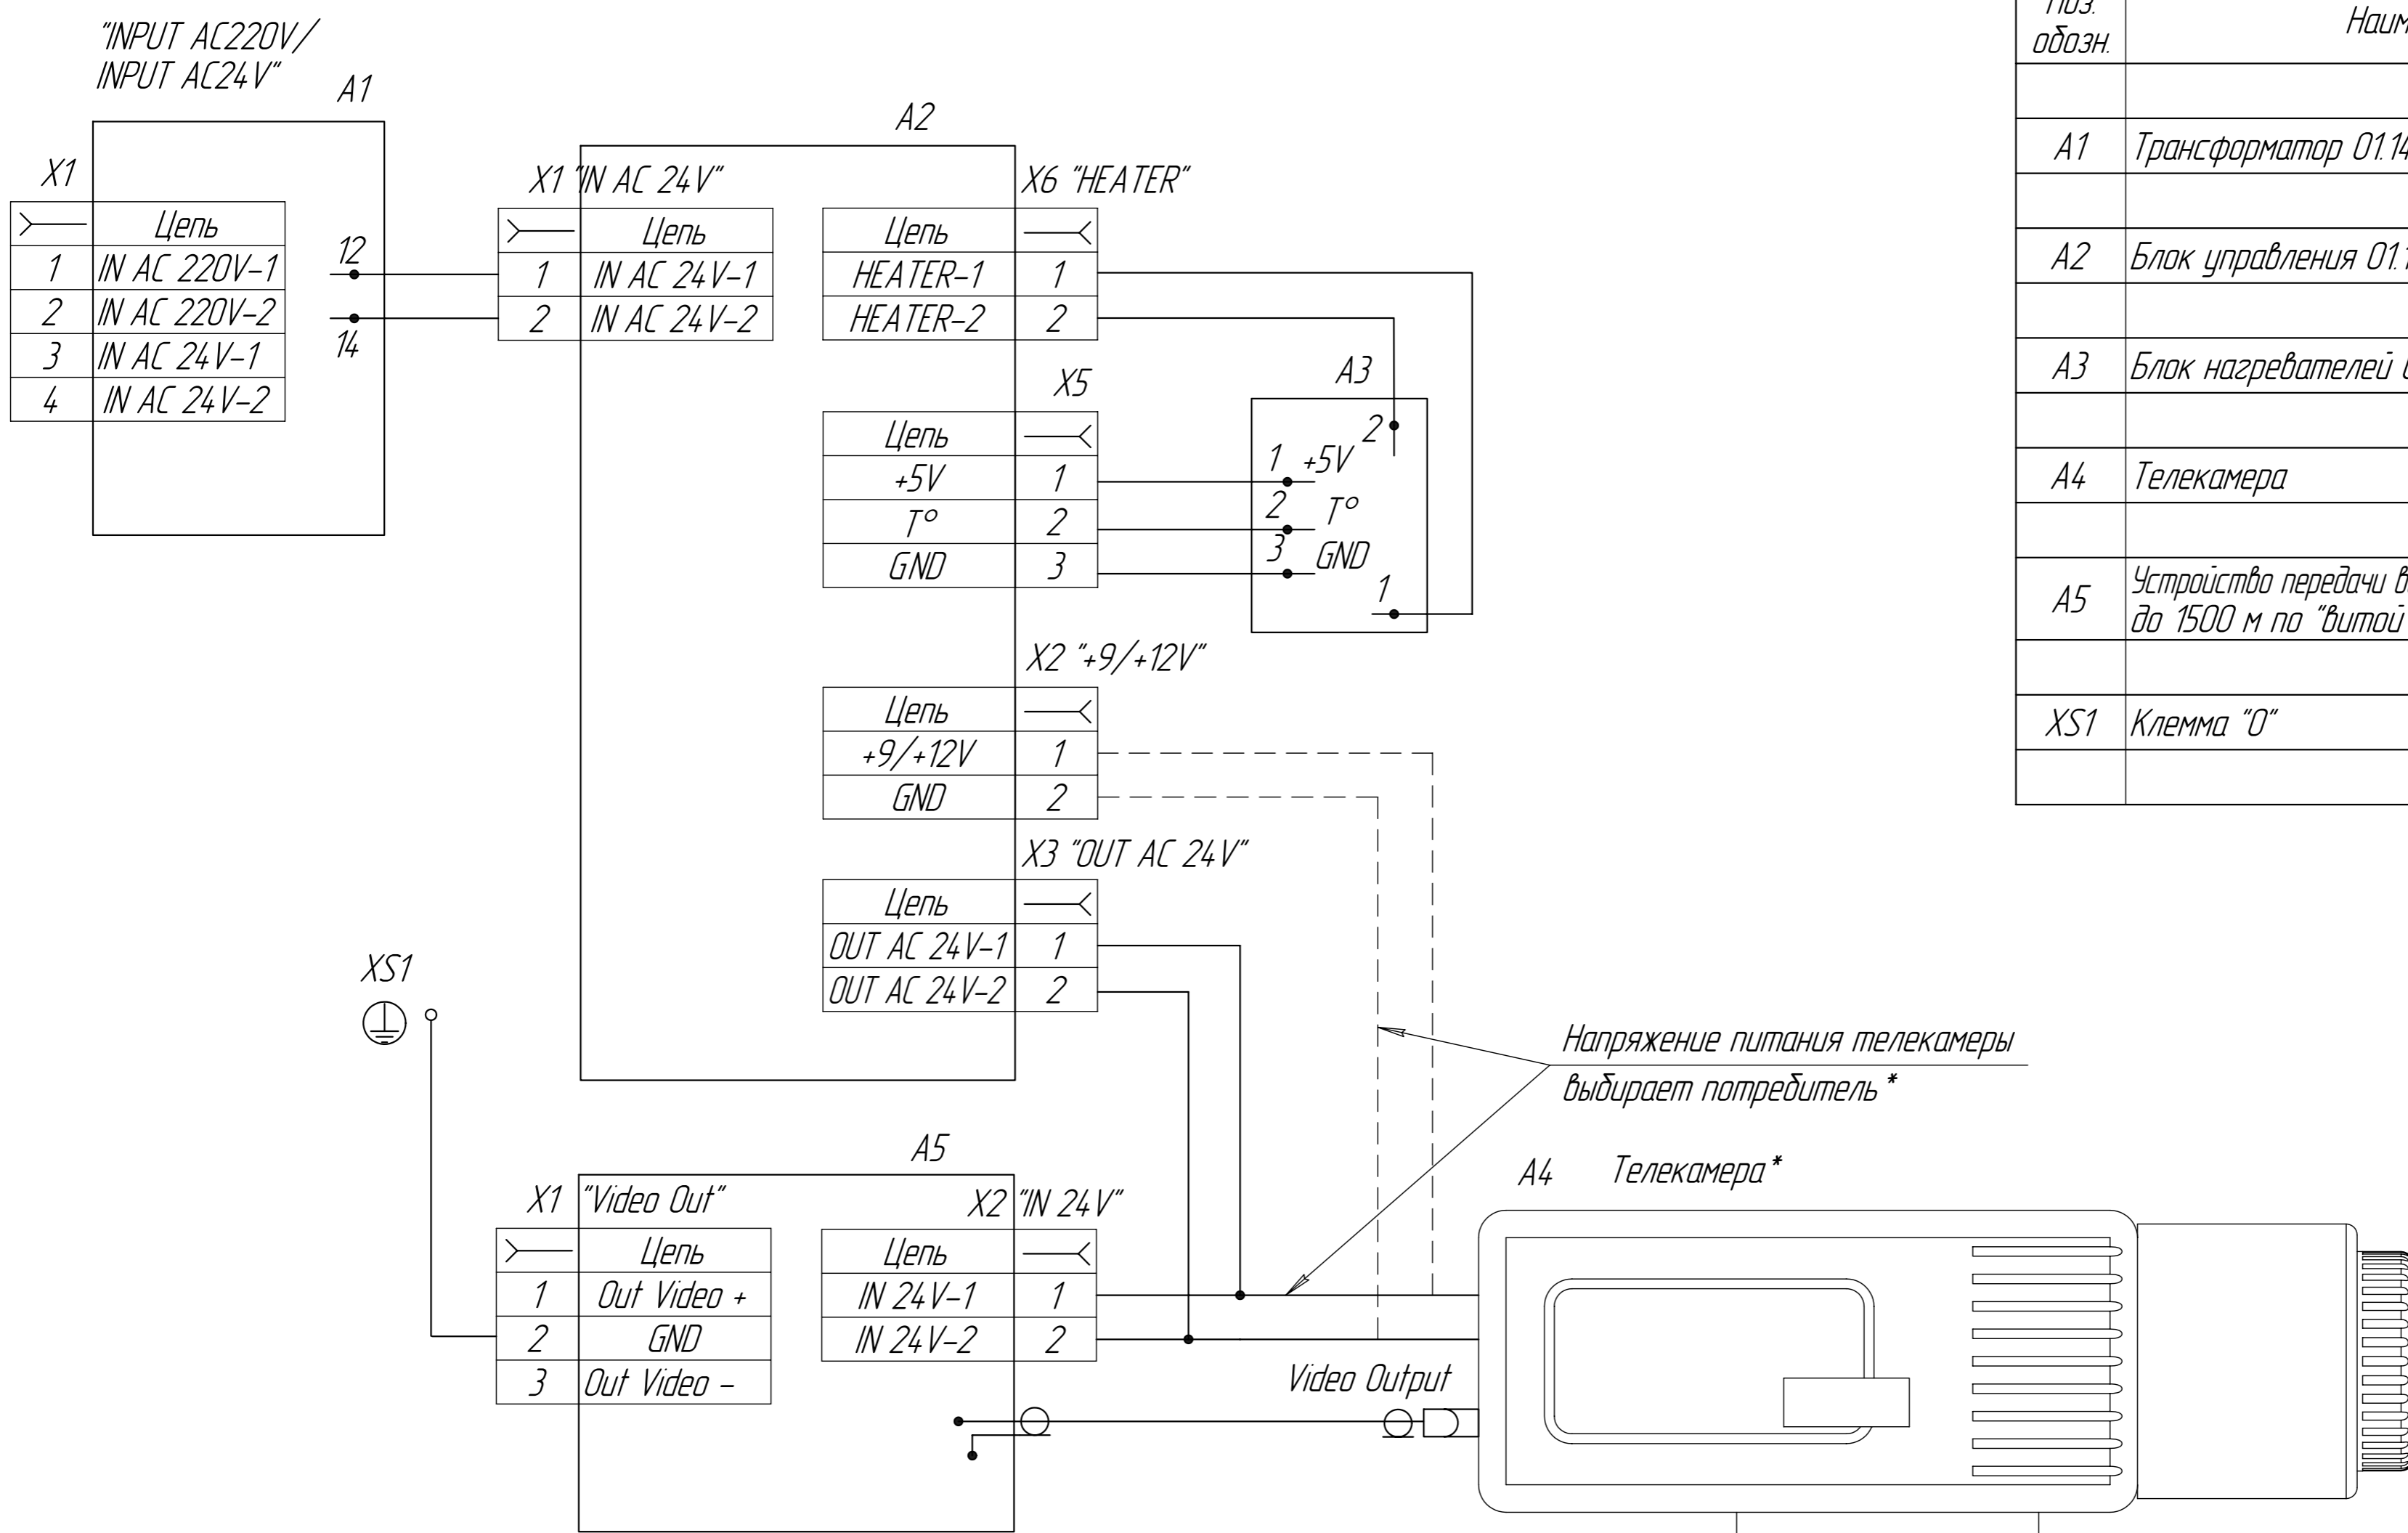 "INPUT AC220V/
INPUT AC24V"
A1
X1
Цепь
1 IN AC 220V-1
2 IN AC 220V-2
3 IN AC 24V-1
4 IN AC 24V-2
12
14
A2
X1 "IN AC 24V"
Цепь
1 IN AC 24V-1
2 IN AC 24V-2
X6 "HEATER"
Цепь
HEATER-1 1
HEATER-2 2
X5
Цепь
+5V 1
T° 2
GND 3
A3
2
1 +5V
2 T°
3 GND
1
X2 "+9/+12V"
Цепь
+9/+12V 1
GND 2
X3 "OUT AC 24V"
Цепь
OUT AC 24V-1 1
OUT AC 24V-2 2
XS1
Напряжение питания телекамеры
выбирает потребитель*
A5
X1 "Video Out"
Цепь
1 Out Video +
2 GND
3 Out Video -
X2 "IN 24V"
Цепь
IN 24V-1 1
IN 24V-2 2
Video Output
A4 Телекамера*
Поз.
обозн.
A1 Трансформатор 01.14
A2 Блок управления 01.1
A3 Блок нагревателей
A4 Телекамера
A5
Устройство передачи
до 1500 м по "витой
XS1 Клемма "0"